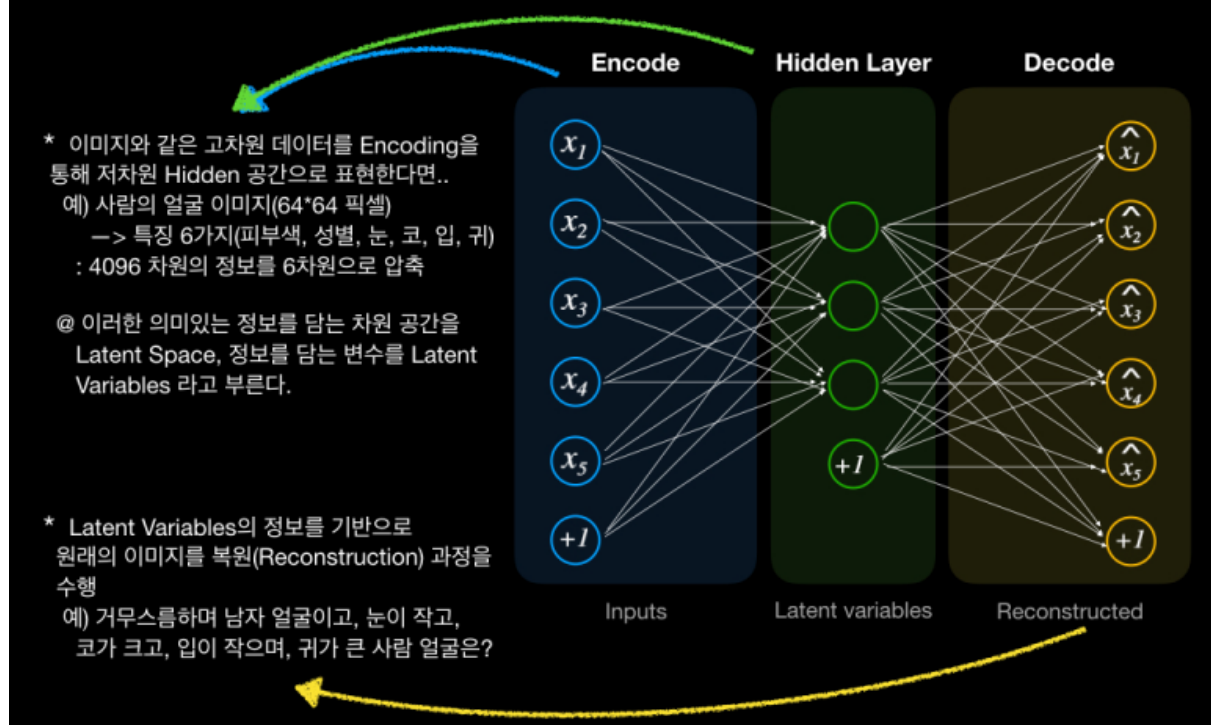 Encode
Hidden Layer
Decode
* 이미지와 같은 고차원 데이터를 Encoding을
통해 저차원 Hidden 공간으로 표현한다면..
예) 사람의 얼굴 이미지(64*64 픽셀)
—> 특징 6가지(피부색, 성별, 눈, 코, 입, 귀)
: 4096 차원의 정보를 6차원으로 압축
@ 이러한 의미있는 정보를 담는 차원 공간을
Latent Space, 정보를 담는 변수를 Latent
Variables 라고 부른다.
* Latent Variables의 정보를 기반으로
원래의 이미지를 복원(Reconstruction) 과정을
수행
예) 거무스름하며 남자 얼굴이고, 눈이 작고,
코가 크고, 입이 작으며, 귀가 큰 사람 얼굴은?
x₁
x₂
x₃
x₄
x₅
+1
+1
x̂₁
x̂₂
x̂₃
x̂₄
x̂₅
+1
Inputs
Latent variables
Reconstructed